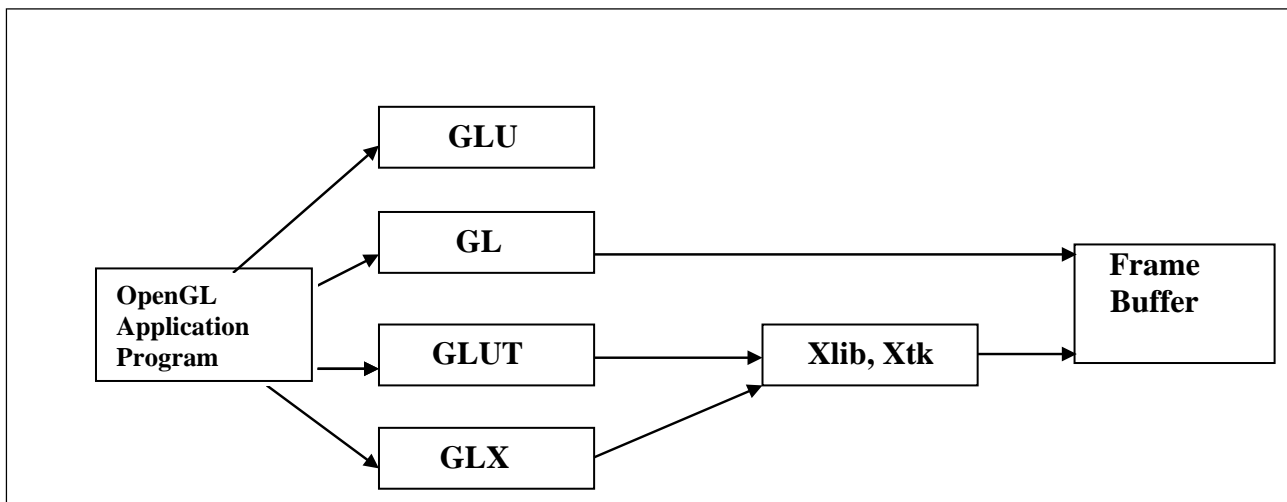 GLU
GL
OpenGL
Application
Program
GLUT
GLX
Xlib, Xtk
Frame
Buffer